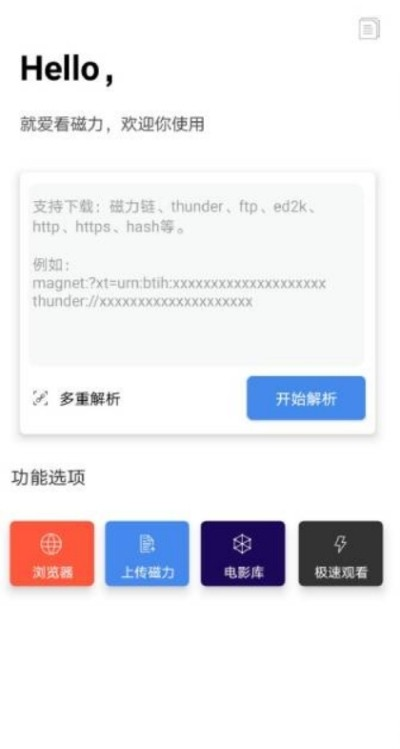 Hello，
就爱看磁力，欢迎你使用
支持下载：磁力链、thunder、ftp、ed2k、
http、https、hash等。
例如：
magnet:?xt=urn:btih:xxxxxxxxxxxxxxxxxxxx
thunder://xxxxxxxxxxxxxxxxxxxx
多重解析
开始解析
功能选项
浏览器
上传磁力
电影库
极速观看